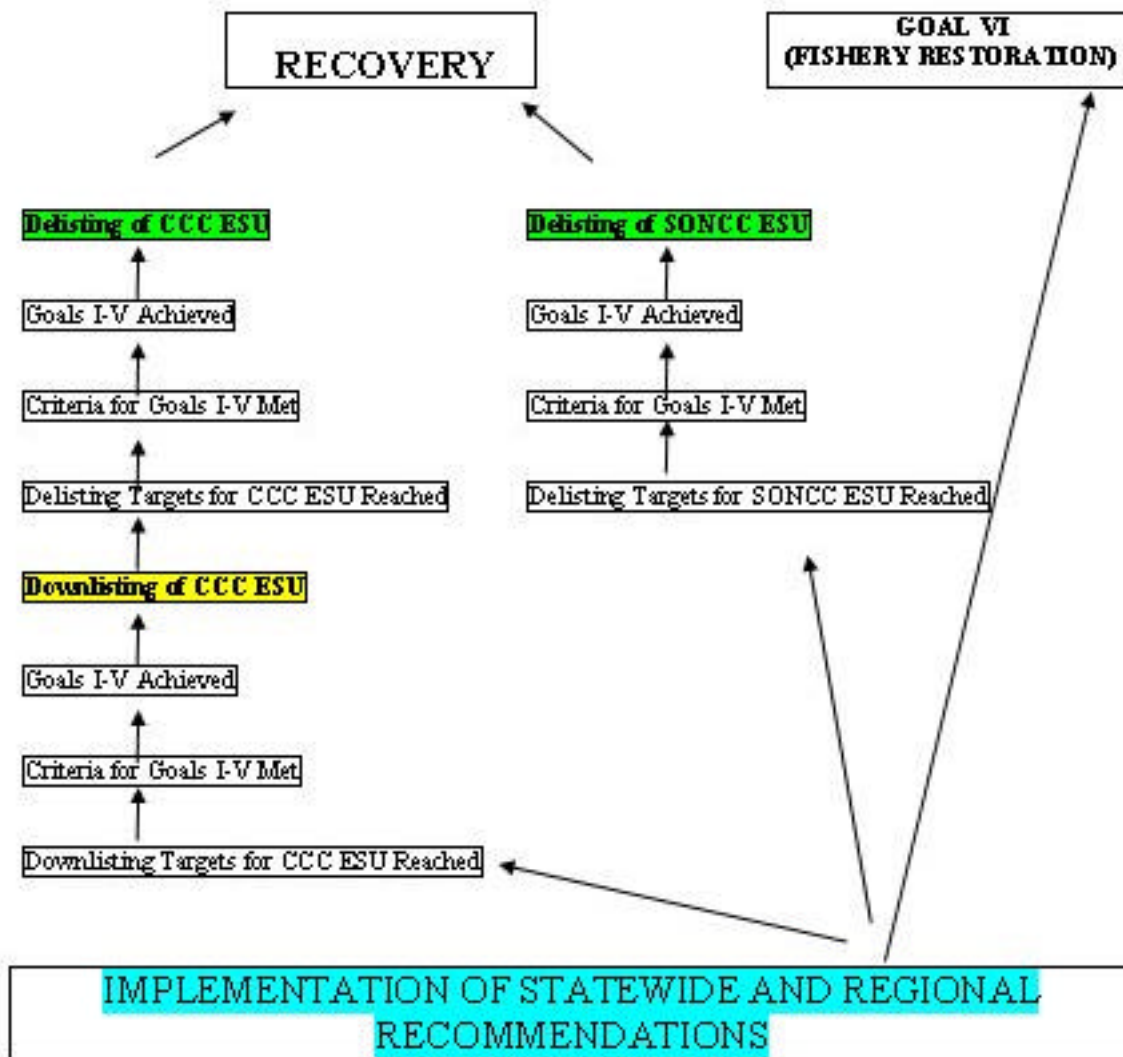 RECOVERY
GOAL VI
(FISHERY RESTORATION)
Delisting of CCC ESU
Delisting of SONCC ESU
Goals I-V Achieved
Goals I-V Achieved
Criteria for Goals I-V Met
Criteria for Goals I-V Met
Delisting Targets for CCC ESU Reached
Delisting Targets for SONCC ESU Reached
Downlisting of CCC ESU
Goals I-V Achieved
Criteria for Goals I-V Met
Downlisting Targets for CCC ESU Reached
IMPLEMENTATION OF STATEWIDE AND REGIONAL
RECOMMENDATIONS